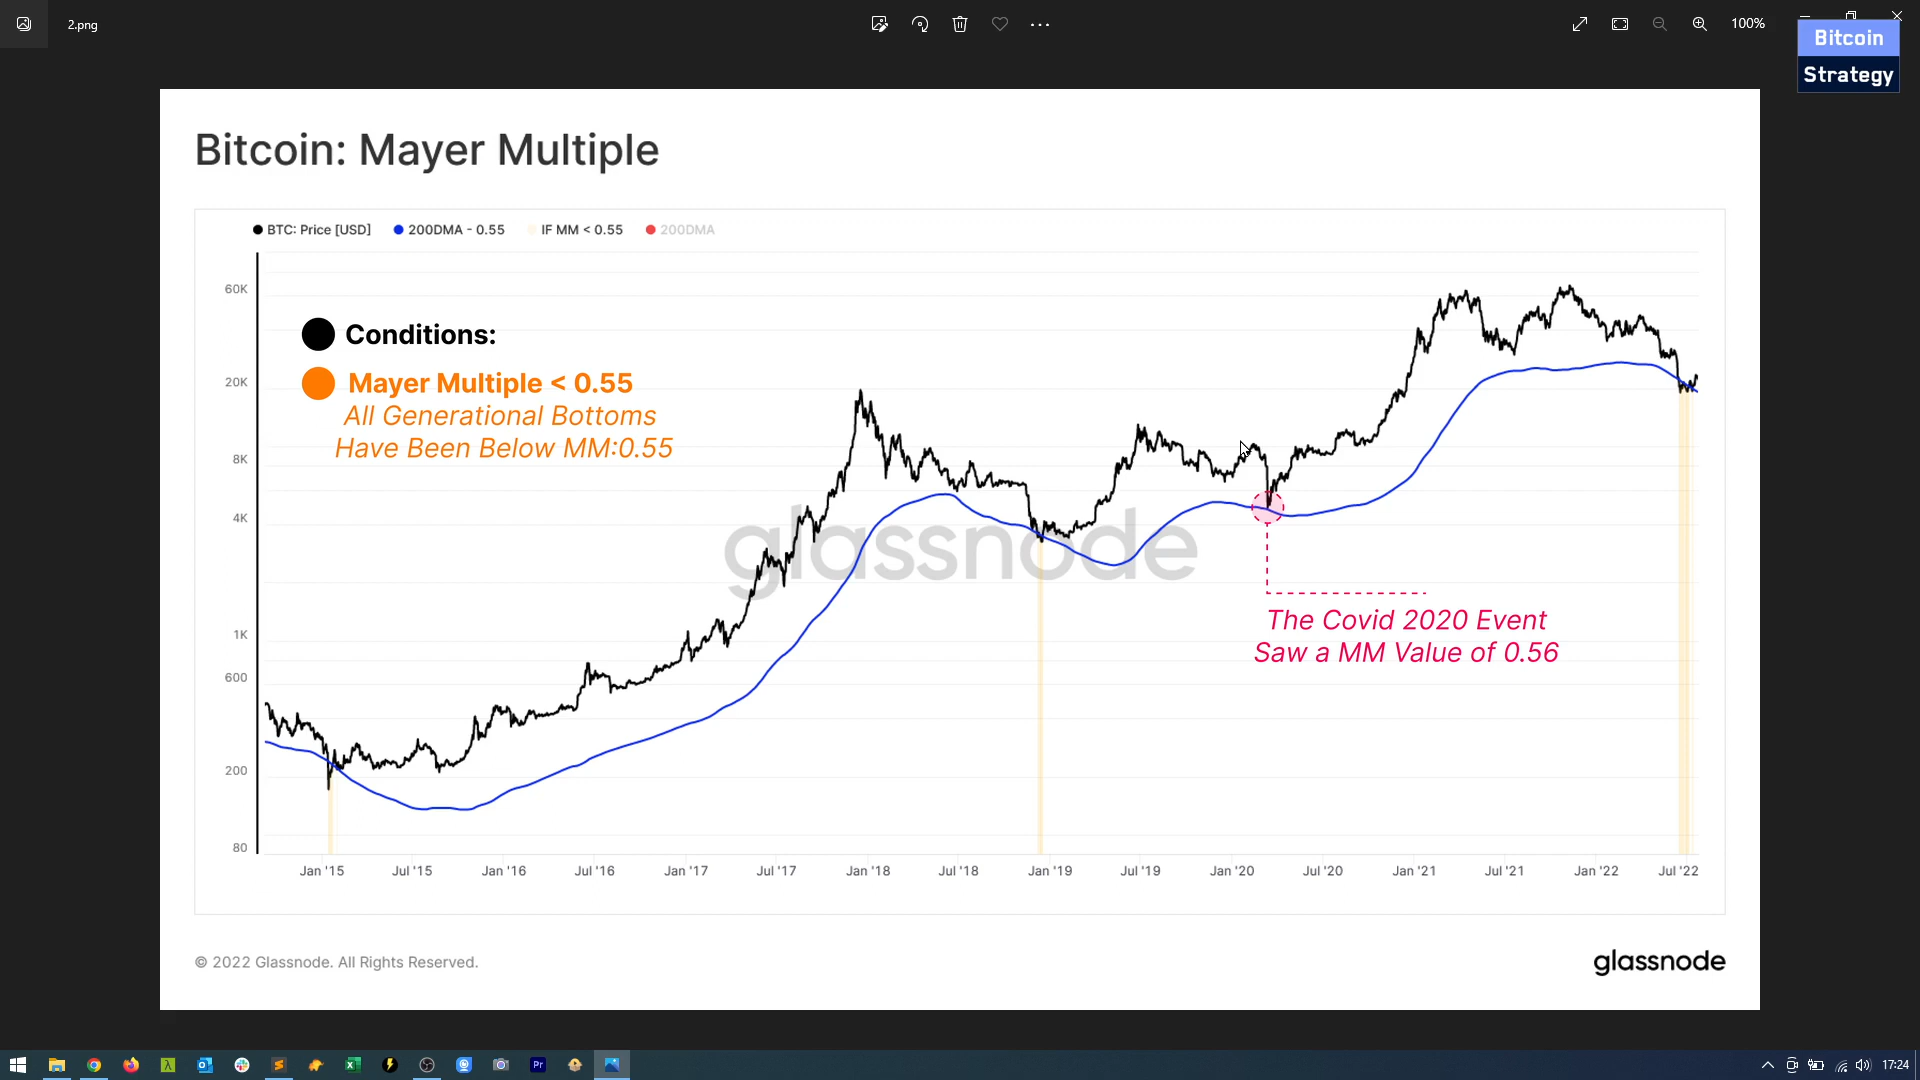 2.png
100%
Bitcoin
Strategy
Bitcoin: Mayer Multiple
BTC: Price [USD] 200DMA - 0.55 IF MM < 0.55 200DMA
60K
20K
8K
4K
1K
600
200
80
Conditions:
Mayer Multiple < 0.55
All Generational Bottoms
Have Been Below MM:0.55
glassnode
The Covid 2020 Event
Saw a MM Value of 0.56
Jan '15 Jul '15 Jan '16 Jul '16 Jan '17 Jul '17 Jan '18 Jul '18 Jan '19 Jul '19 Jan '20 Jul '20 Jan '21 Jul '21 Jan '22 Jul '22
© 2022 Glassnode. All Rights Reserved.
glassnode
Pr
17:24